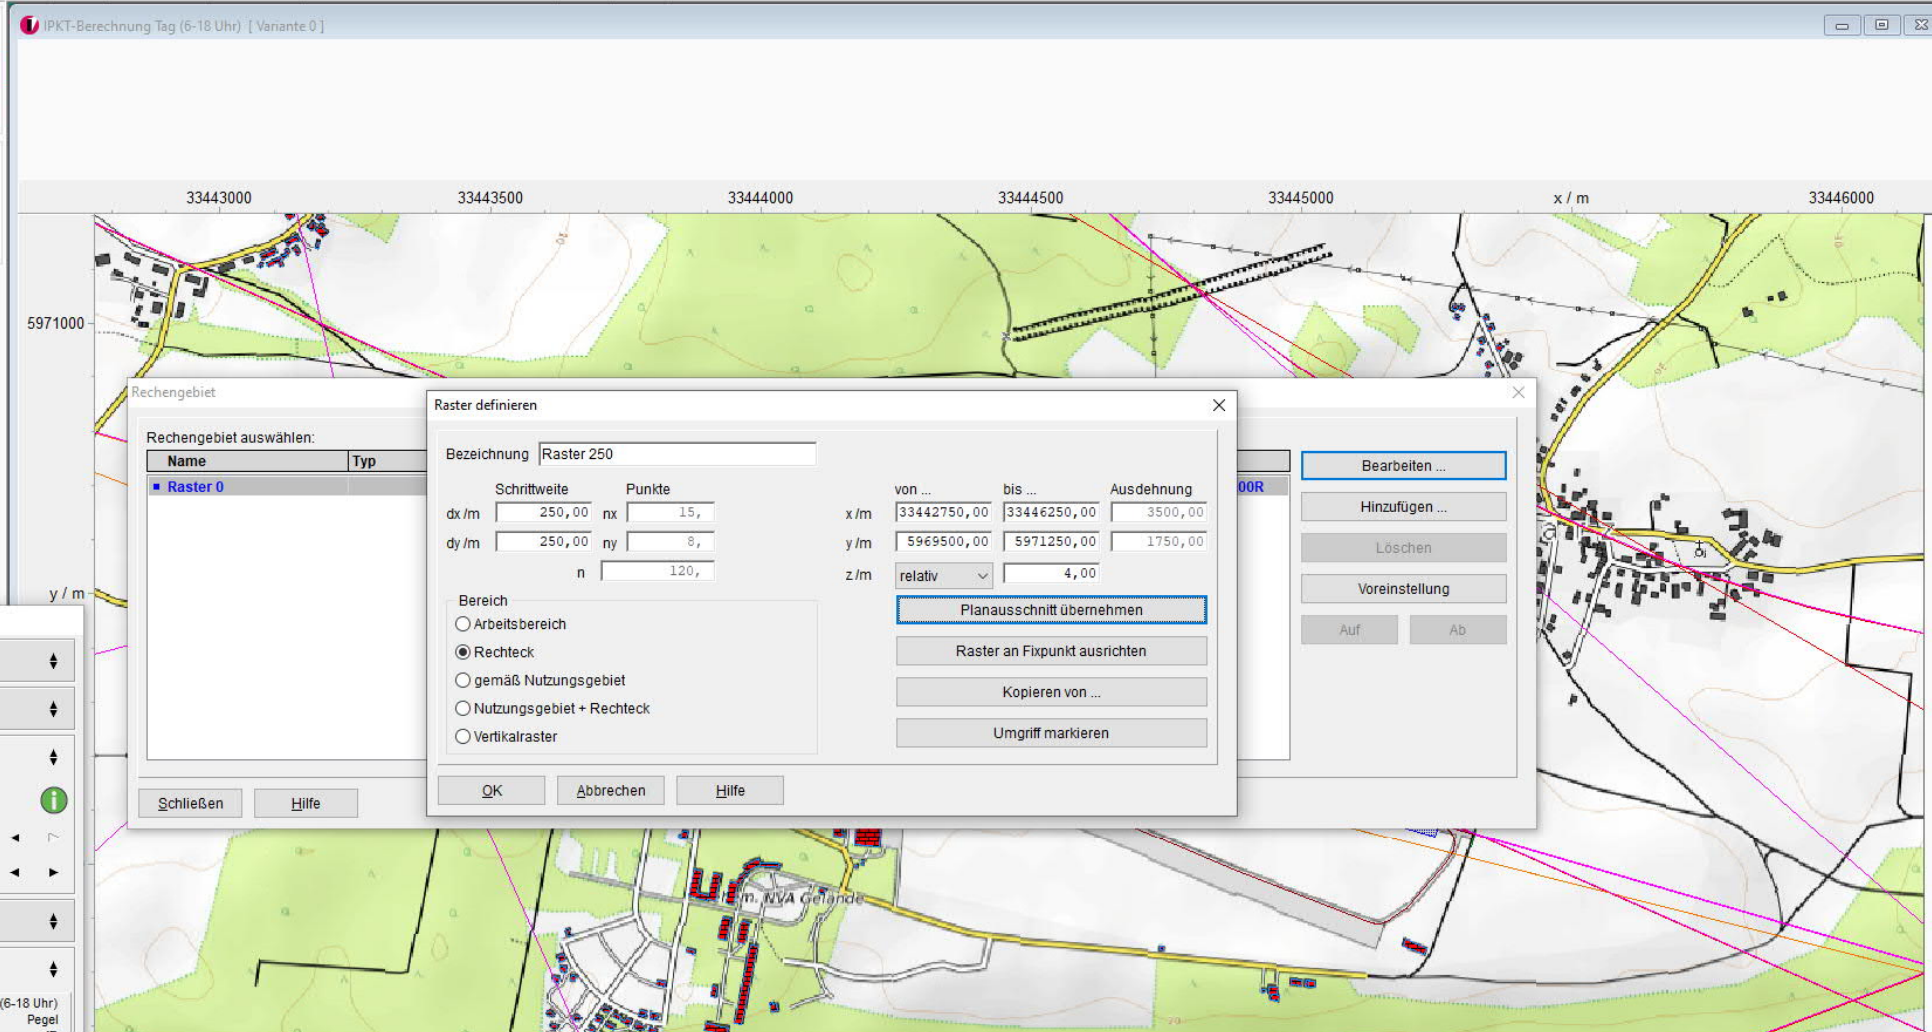 IPKT-Berechnung Tag (6-18 Uhr) [ Variante 0 ]
33443000 33443500 33444000 33444500 33445000 x / m 33446000
5971000
y / m
Rechengebiet
Rechengebiet auswählen:
Name Typ
Raster 0
00R
Bearbeiten ...
Hinzufügen ...
Löschen
Voreinstellung
Auf Ab
Schließen Hilfe
Raster definieren
Bezeichnung Raster 250
Schrittweite Punkte von ... bis ... Ausdehnung
dx /m 250,00 nx 15, x /m 33442750,00 33446250,00 3500,00
dy /m 250,00 ny 8, y /m 5969500,00 5971250,00 1750,00
n 120, z /m relativ 4,00
Bereich
Arbeitsbereich
Rechteck
gemäß Nutzungsgebiet
Nutzungsgebiet + Rechteck
Vertikalraster
Planausschnitt übernehmen
Raster an Fixpunkt ausrichten
Kopieren von ...
Umgriff markieren
OK Abbrechen Hilfe
m. NVA Gelände
(6-18 Uhr)
Pegel